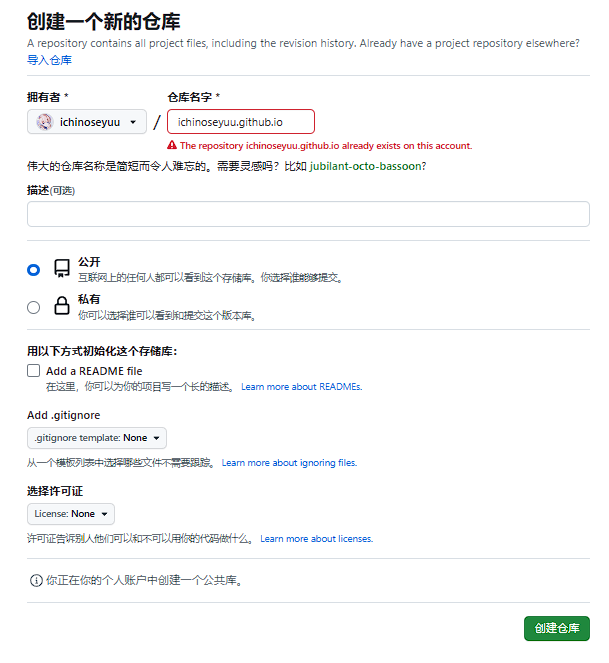 创建一个新的仓库
A repository contains all project files, including the revision history. Already have a project repository elsewhere?
导入仓库
拥有者 * 仓库名字 *
ichinoseyuu / ichinoseyuu.github.io
The repository ichinoseyuu.github.io already exists on this account.
伟大的仓库名称是简短而令人难忘的。需要灵感吗？比如 jubilant-octo-bassoon?
描述(可选)
公开
互联网上的任何人都可以看到这个存储库。你选择谁能够提交。
私有
你可以选择谁可以看到和提交这个版本库。
用以下方式初始化这个存储库：
Add a README file
在这里，你可以为你的项目写一个长的描述。 Learn more about READMEs.
Add .gitignore
.gitignore template: None
从一个模板列表中选择哪些文件不需要跟踪。 Learn more about ignoring files.
选择许可证
License: None
许可证告诉别人他们可以和不可以用你的代码做什么。 Learn more about licenses.
你正在你的个人账户中创建一个公共库。
创建仓库